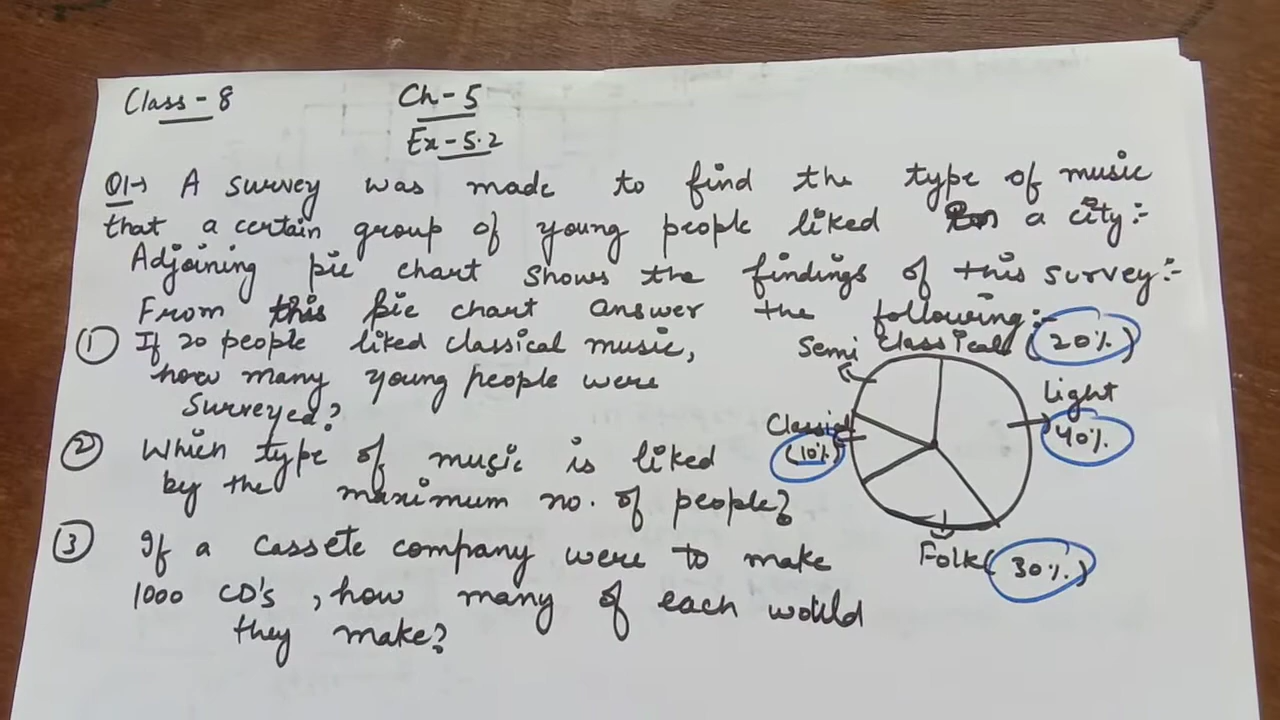 Class - 8
Ch - 5
Ex - 5.2
Q1→ A survey was made to find the type of music
that a certain group of young people liked in a city:-
Adjoining pie chart shows the findings of this survey:-
From this pie chart answer the following:-
① If 20 people liked classical music,
how many young people were
surveyed?
② Which type of music is liked
by the maximum no. of people?
③ If a cassete company were to make
1000 CD's, how many of each would
they make?
Semi Classical (20%)
Light
40%
Classical
(10%)
Folk (30%)